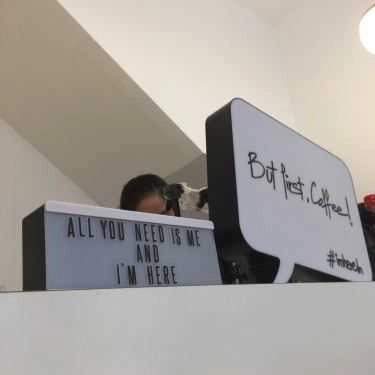 ALL YOU NEED IS ME
AND
I'M HERE
But first, Coffee!